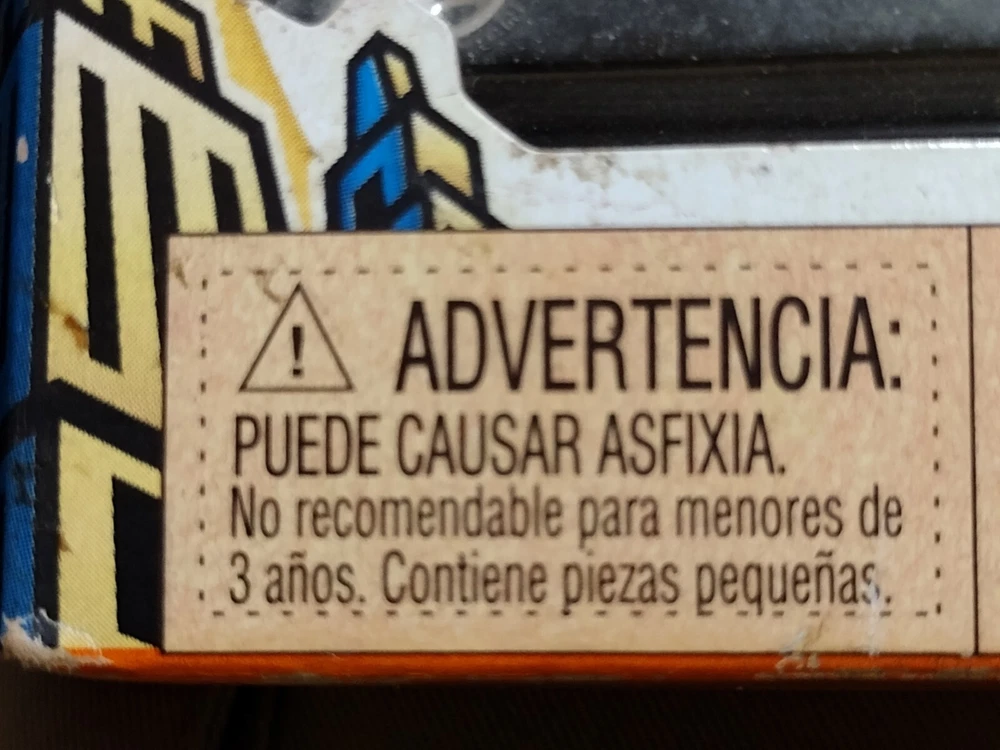 ADVERTENCIA:
PUEDE CAUSAR ASFIXIA.
No recomendable para menores de
3 años. Contiene piezas pequeñas.